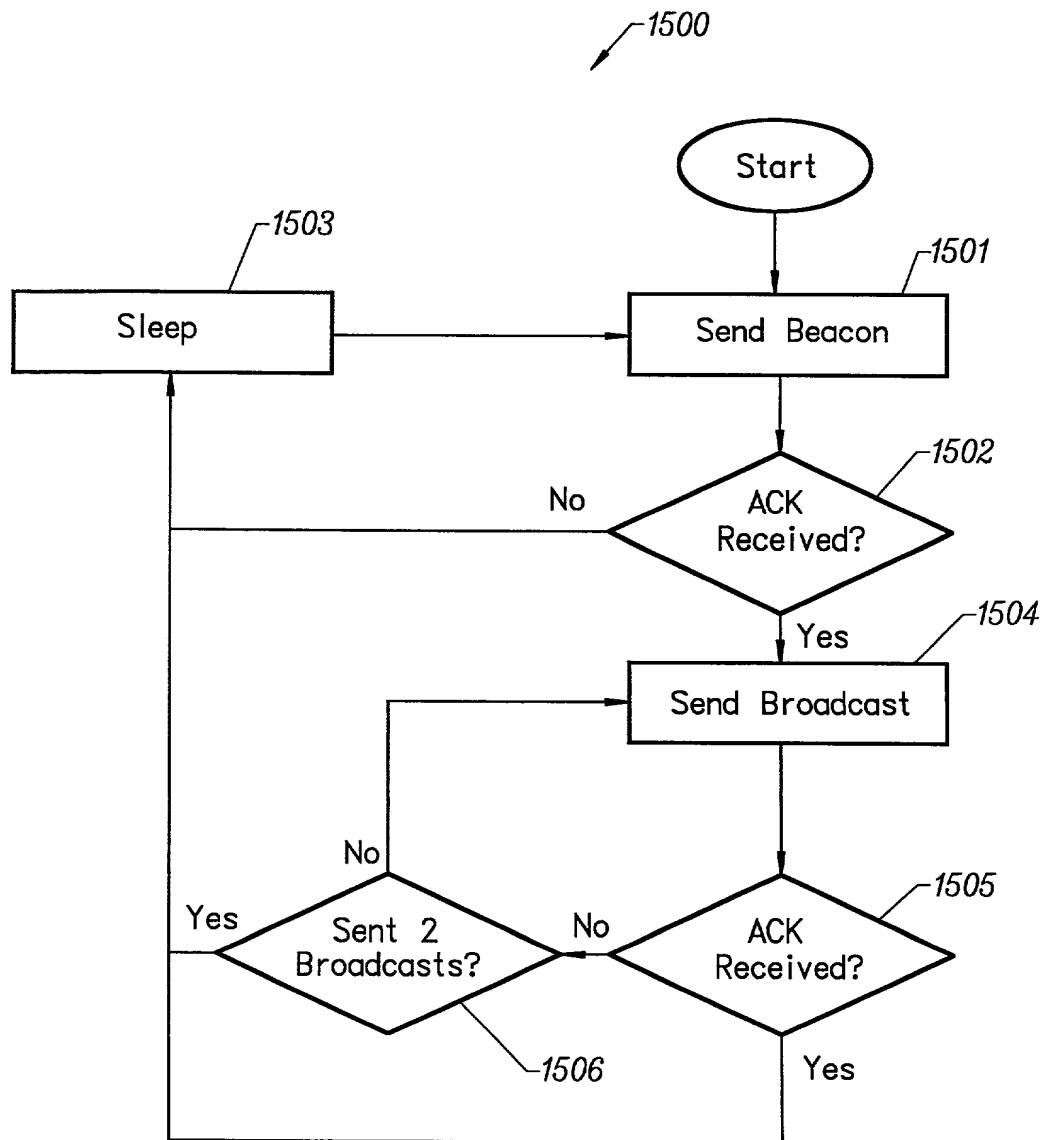 1500
Start
1503
1501
Sleep
Send Beacon
1502
No
ACK
Received?
1504
Yes
Send Broadcast
No
1505
Yes
Sent 2
Broadcasts?
No
ACK
Received?
1506
Yes